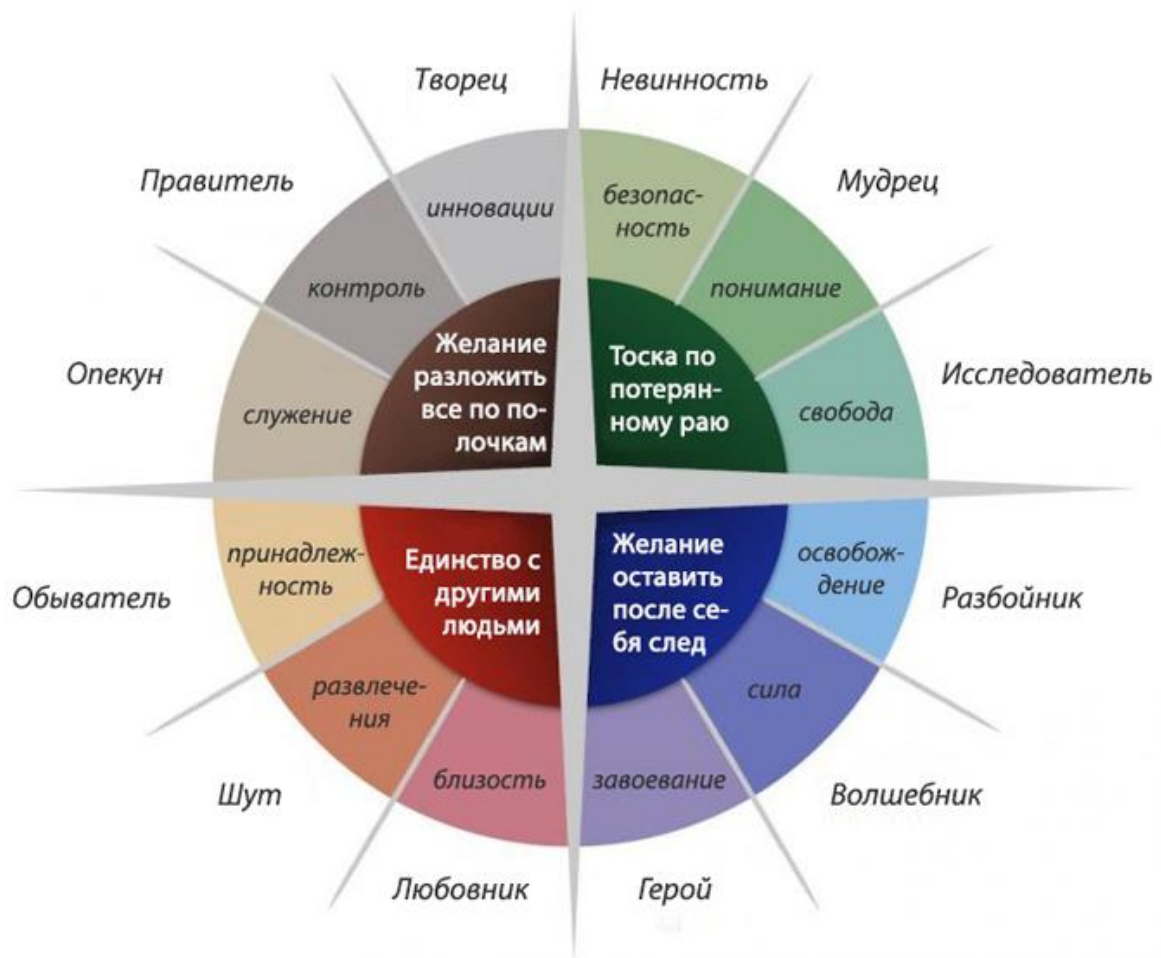 Творец
Невинность
Правитель
Мудрец
инновации
безопас-
ность
контроль
понимание
Опекун
Исследователь
служение
свобода
Желание
разложить
все по по-
лочкам
Тоска по
потерян-
ному раю
Единство с
другими
людьми
Желание
оставить
после се-
бя след
принадлеж-
ность
освобож-
дение
Обыватель
Разбойник
развлече-
ния
сила
близость
завоевание
Шут
Волшебник
Любовник
Герой